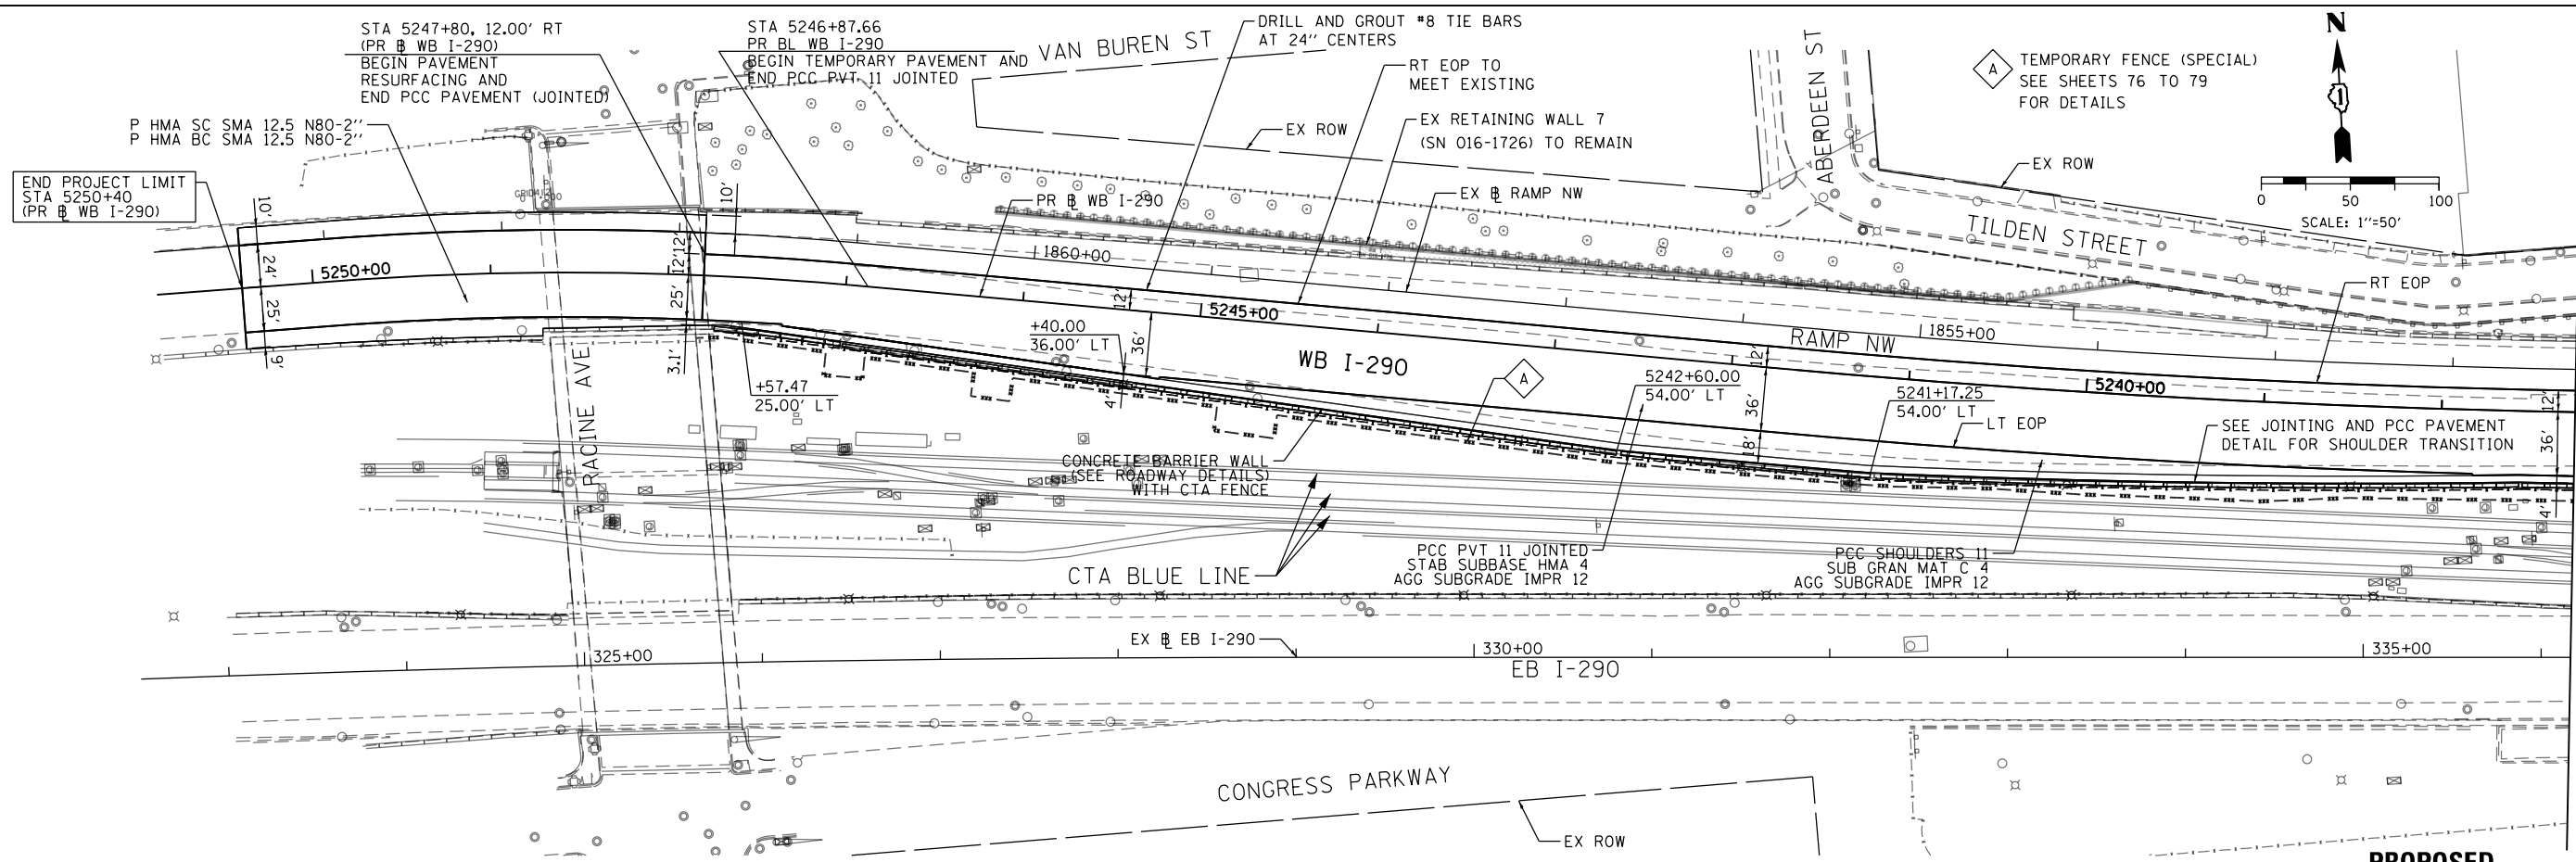 STA 5247+80, 12.00' RT
(PR BL WB I-290)
BEGIN PAVEMENT
RESURFACING AND
END PCC PAVEMENT (JOINTED)
STA 5246+87.66
PR BL WB I-290
BEGIN TEMPORARY PAVEMENT AND
END PCC PVT 11 JOINTED
VAN BUREN ST
DRILL AND GROUT #8 TIE BARS
AT 24" CENTERS
RT EOP TO
MEET EXISTING
EX RETAINING WALL 7
(SN 016-1726) TO REMAIN
EX ROW
EX BL RAMP NW
PR BL WB I-290
ABERDEEN ST
A
TEMPORARY FENCE (SPECIAL)
SEE SHEETS 76 TO 79
FOR DETAILS
N
0 50 100
SCALE: 1"=50'
EX ROW
TILDEN STREET
RT EOP
P HMA SC SMA 12.5 N80-2"
P HMA BC SMA 12.5 N80-2"
END PROJECT LIMIT
STA 5250+40
(PR BL WB I-290)
10'
24'
25'
9'
5250+00
10'
12'
12'
25'
3.1'
1860+00
12'
5245+00
36'
4'
+40.00
36.00' LT
+57.47
25.00' LT
WB I-290
A
RAMP NW
1855+00
12'
36'
18'
5242+60.00
54.00' LT
5241+17.25
54.00' LT
5240+00
LT EOP
SEE JOINTING AND PCC PAVEMENT
DETAIL FOR SHOULDER TRANSITION
12'
36'
4'
RACINE AVE
CONCRETE BARRIER WALL
(SEE ROADWAY DETAILS)
WITH CTA FENCE
CTA BLUE LINE
PCC PVT 11 JOINTED
STAB SUBBASE HMA 4
AGG SUBGRADE IMPR 12
PCC SHOULDERS 11
SUB GRAN MAT C 4
AGG SUBGRADE IMPR 12
EX BL EB I-290
325+00
330+00
335+00
EB I-290
CONGRESS PARKWAY
EX ROW
PROPOSED